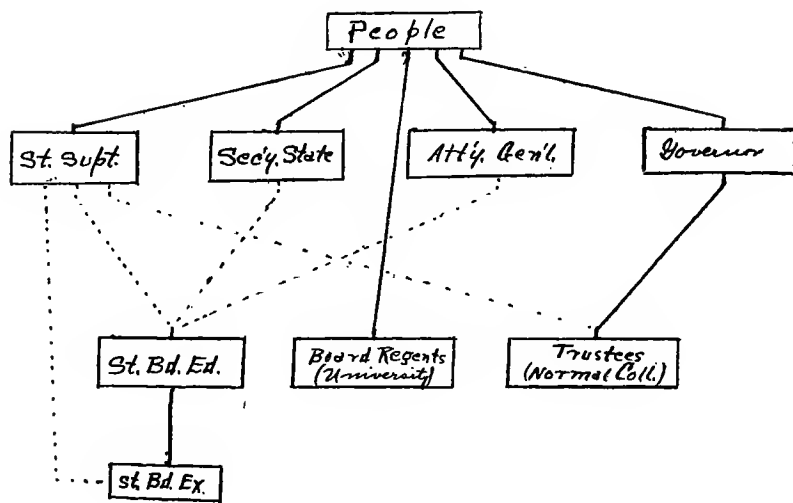 People
St. Supt.
Sec'y. State
Att'y. Gen'l.
Governor
St. Bd. Ed.
Board Regents
(University)
Trustees
(Normal Coll.)
St. Bd. Ex.